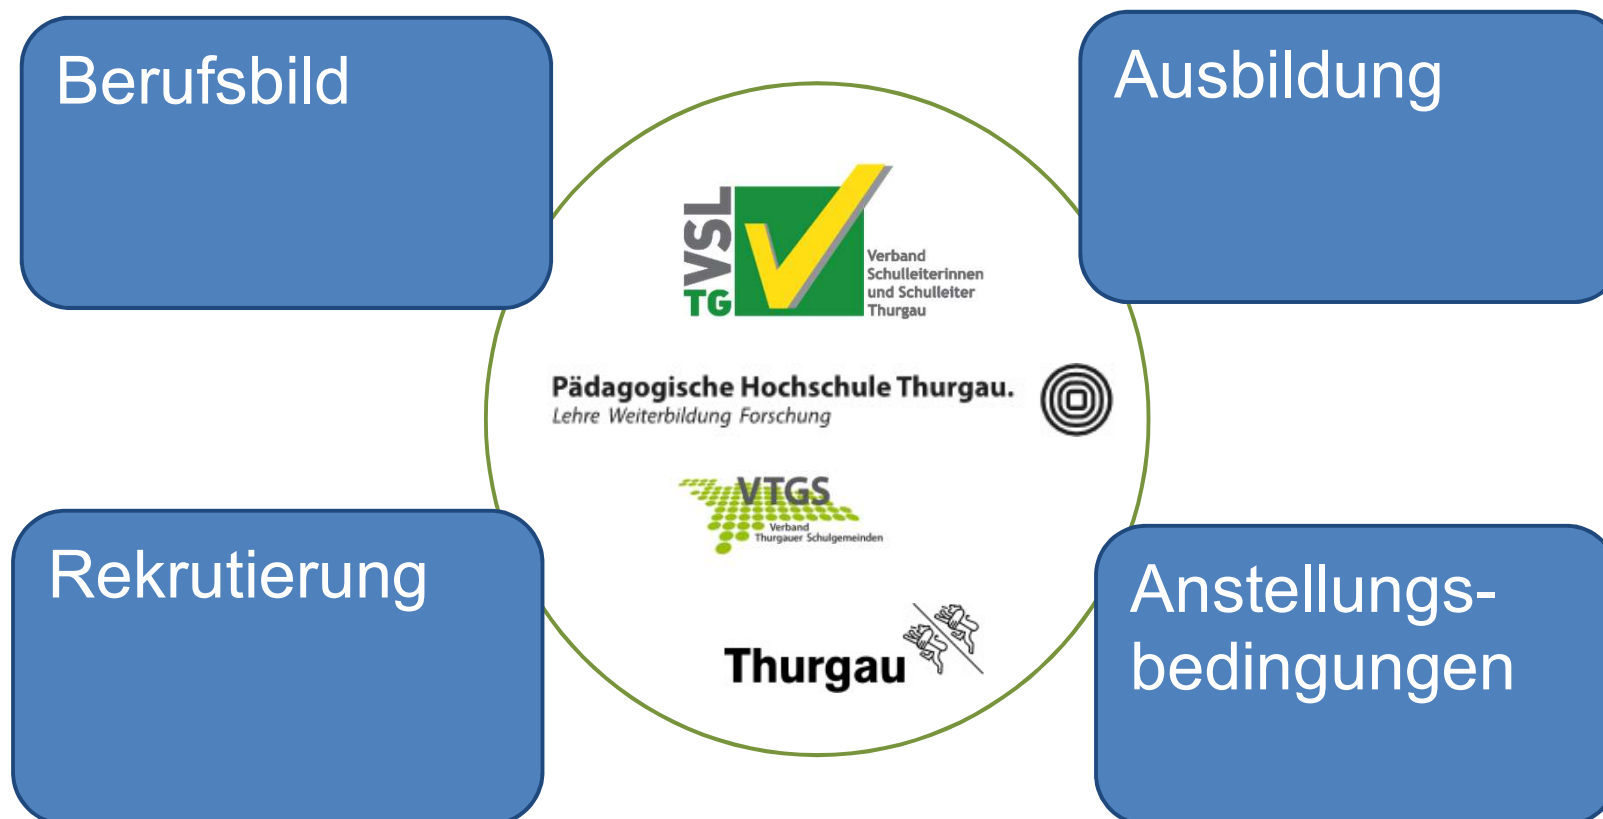 Berufsbild
Ausbildung
VSL
TG
Verband
Schulleiterinnen
und Schulleiter
Thurgau
Pädagogische Hochschule Thurgau.
Lehre Weiterbildung Forschung
VTGS
Verband
Thurgauer Schulgemeinden
Rekrutierung
Anstellungs-
bedingungen
Thurgau